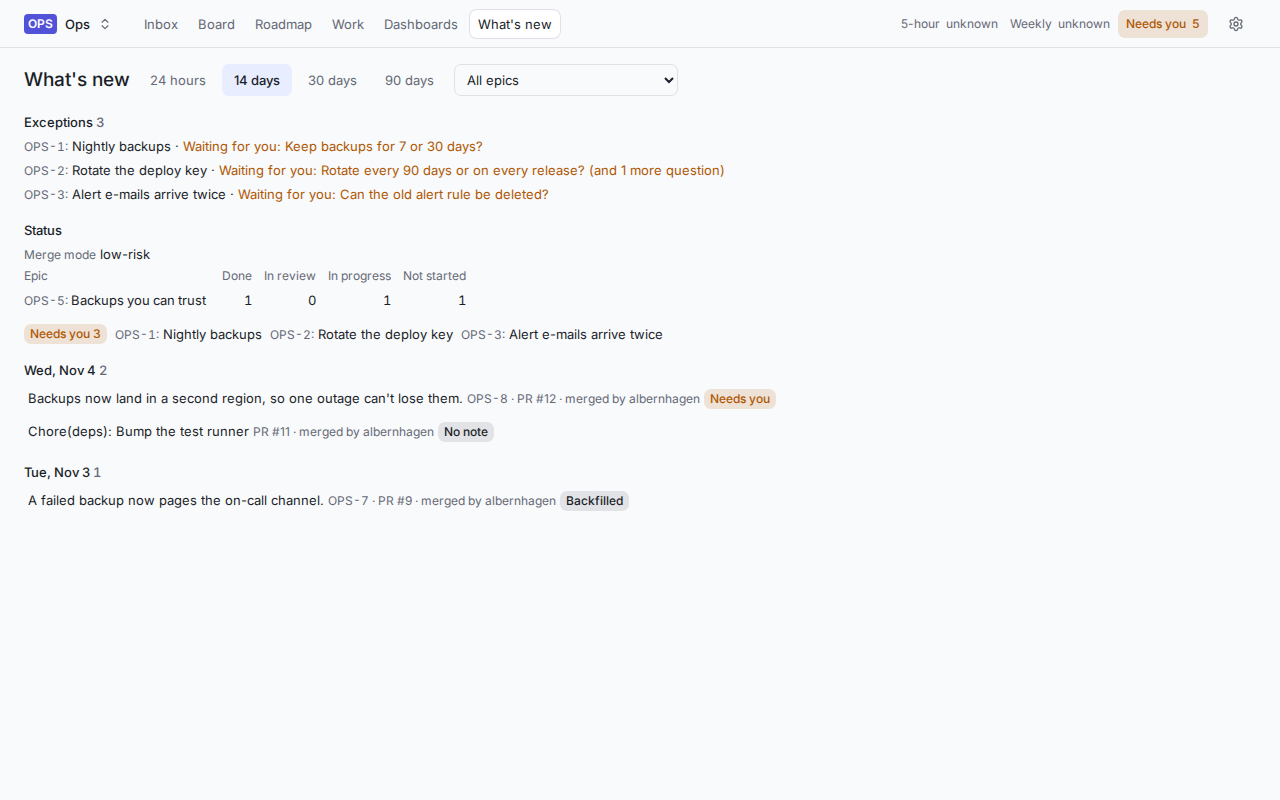 OPS Ops Inbox Board Roadmap Work Dashboards What's new 5-hour unknown Weekly unknown Needs you 5
What's new 24 hours 14 days 30 days 90 days All epics
Exceptions 3
OPS-1: Nightly backups · Waiting for you: Keep backups for 7 or 30 days?
OPS-2: Rotate the deploy key · Waiting for you: Rotate every 90 days or on every release? (and 1 more question)
OPS-3: Alert e-mails arrive twice · Waiting for you: Can the old alert rule be deleted?
Status
Merge mode low-risk
Epic Done In review In progress Not started
OPS-5: Backups you can trust 1 0 1 1
Needs you 3 OPS-1: Nightly backups OPS-2: Rotate the deploy key OPS-3: Alert e-mails arrive twice
Wed, Nov 4 2
Backups now land in a second region, so one outage can't lose them. OPS-8 · PR #12 · merged by albernhagen Needs you
Chore(deps): Bump the test runner PR #11 · merged by albernhagen No note
Tue, Nov 3 1
A failed backup now pages the on-call channel. OPS-7 · PR #9 · merged by albernhagen Backfilled